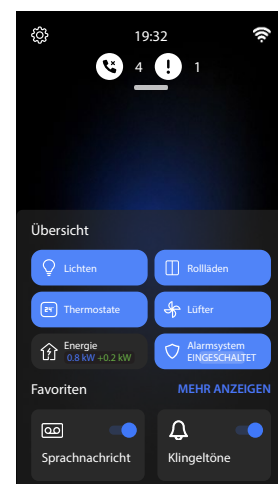 19:32
4 1
Übersicht
Lichten Rollläden
24° Thermostate Lüfter
Energie Alarmsystem
0.8 kW +0.2 kW EINGESCHALTET
Favoriten MEHR ANZEIGEN
Sprachnachricht Klingeltöne